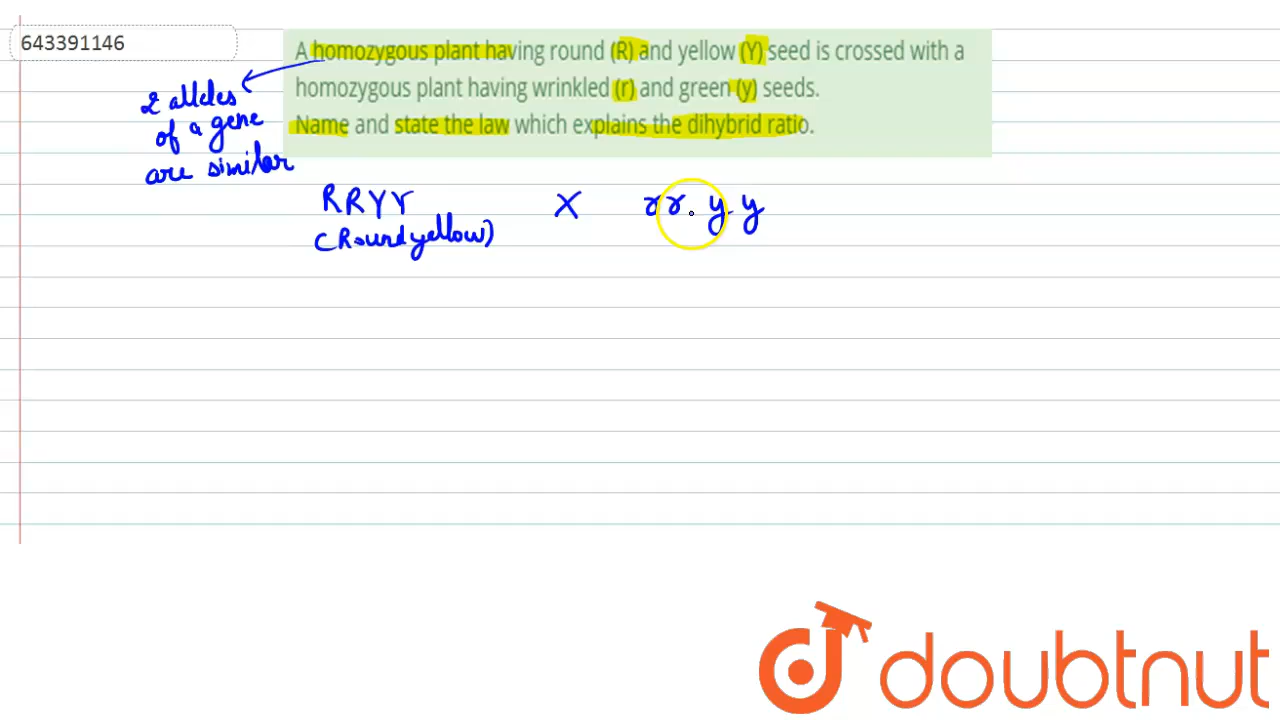 643391146
A homozygous plant having round (R) and yellow (Y) seed is crossed with a
homozygous plant having wrinkled (r) and green (y) seeds.
Name and state the law which explains the dihybrid ratio.
2 alleles
of a gene
are similar
RRYY X rr.yy
(Round yellow)
doubtnut